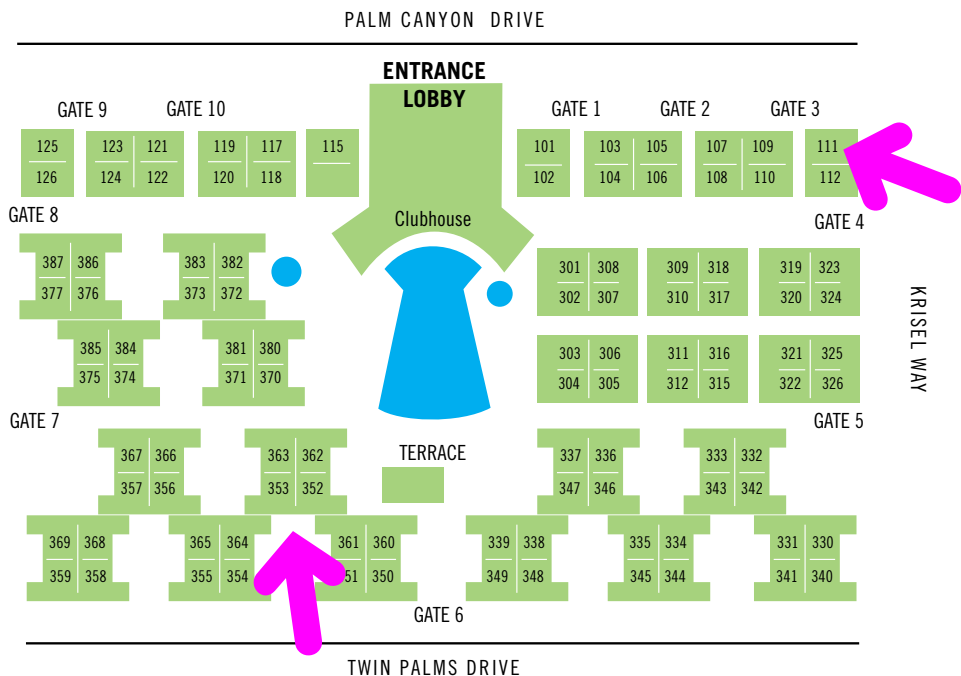 PALM CANYON DRIVE
ENTRANCE
LOBBY
GATE 9 GATE 10 GATE 1 GATE 2 GATE 3
125 123 121 119 117 115 101 103 105 107 109 111
126 124 122 120 118 102 104 106 108 110 112
GATE 8 Clubhouse GATE 4
387 386 383 382 301 308 309 318 319 323
377 376 373 372 302 307 310 317 320 324
KRISEL WAY
385 384 381 380 303 306 311 316 321 325
375 374 371 370 304 305 312 315 322 326
GATE 7 GATE 5
367 366 363 362 TERRACE 337 336 333 332
357 356 353 352 347 346 343 342
369 368 365 364 361 360 339 338 335 334 331 330
359 358 355 354 51 350 349 348 345 344 341 340
GATE 6
TWIN PALMS DRIVE